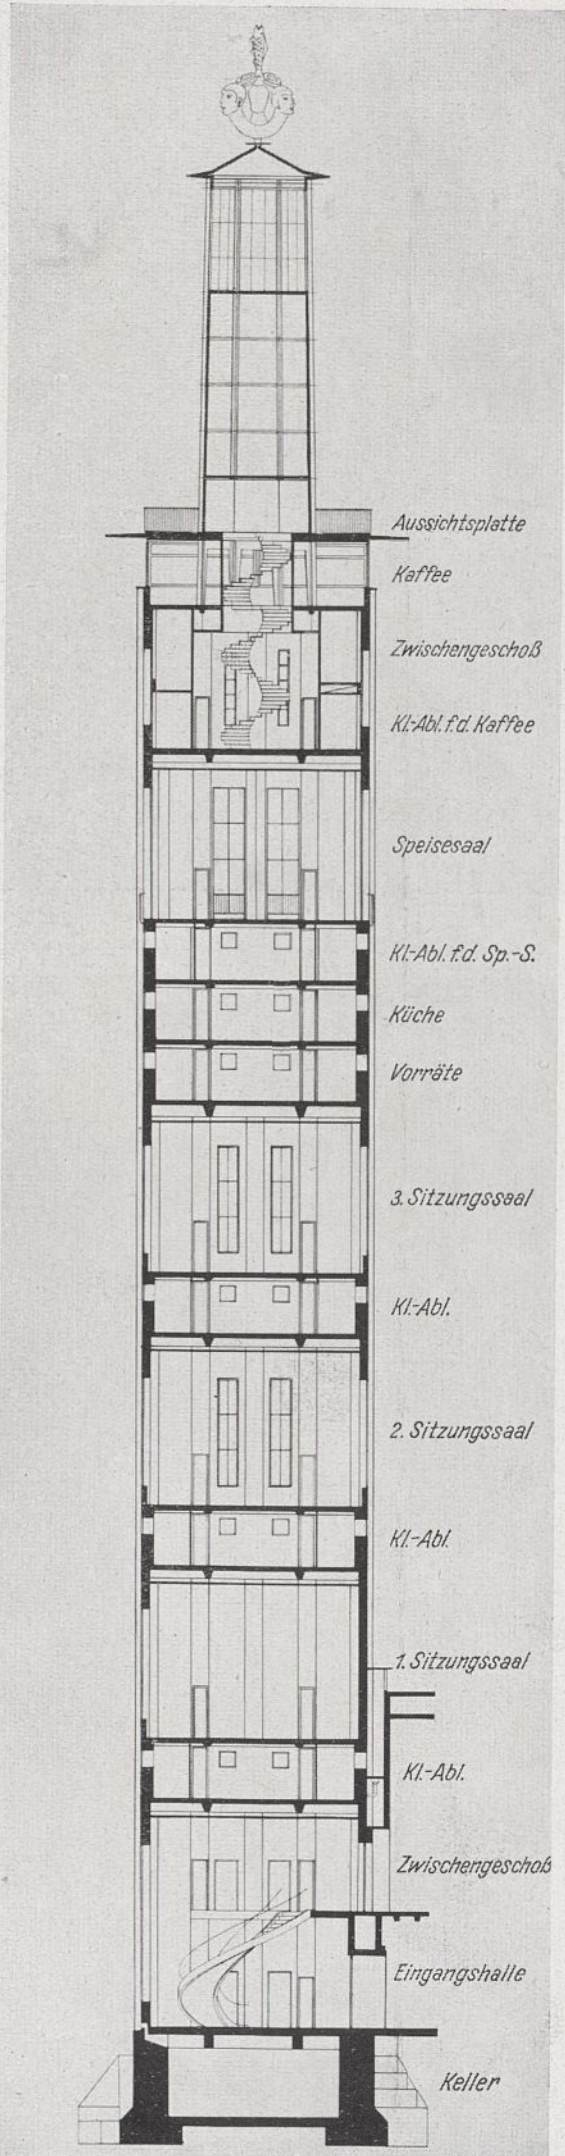 Aussichtsplatte
Kaffee
Zwischengeschoß
Kl.-Abl. f.d. Kaffee
Speisesaal
Kl.-Abl. f.d. Sp.-S.
Küche
Vorräte
3. Sitzungssaal
Kl.-Abl.
2. Sitzungssaal
Kl.-Abl.
1. Sitzungssaal
Kl.-Abl.
Zwischengeschoß
Eingangshalle
Keller